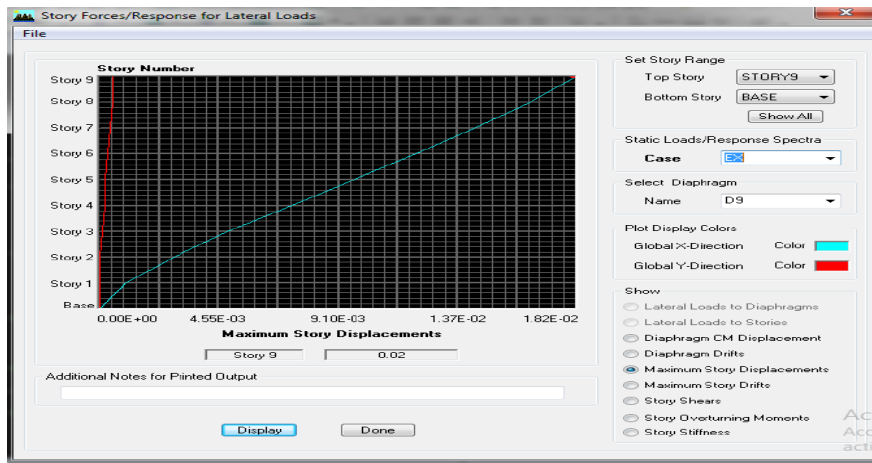 Story Forces/Response for Lateral Loads
File
Story Number
Story 9
Story 8
Story 7
Story 6
Story 5
Story 4
Story 3
Story 2
Story 1
Base
0.00E+00 4.55E-03 9.10E-03 1.37E-02 1.82E-02
Maximum Story Displacements
Story 9 0.02
Additional Notes for Printed Output
Display Done
Set Story Range
Top Story STORY9
Bottom Story BASE
Show All
Static Loads/Response Spectra
Case EX
Select Diaphragm
Name D9
Plot Display Colors
Global X-Direction Color
Global Y-Direction Color
Show
Lateral Loads to Diaphragms
Lateral Loads to Stories
Diaphragm CM Displacement
Diaphragm Drifts
Maximum Story Displacements
Maximum Story Drifts
Story Shears
Story Overturning Moments
Story Stiffness